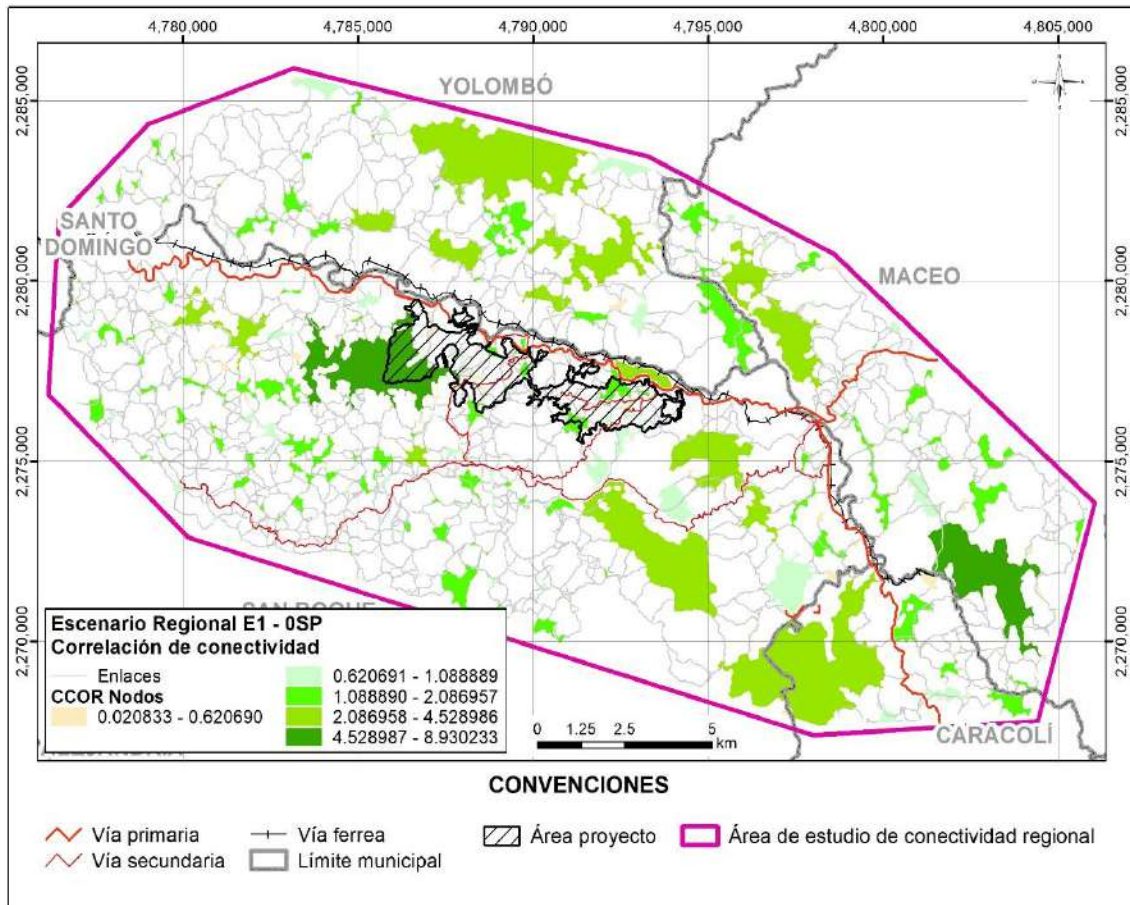 4,780,000 4,785,000 4,790,000 4,795,000 4,800,000 4,805,000
YOLOMBÓ
2,285,000 2,285,000
SANTO
DOMINGO
MACEO
2,280,000 2,280,000
2,275,000 2,275,000
SAN ROQUE
2,270,000 2,270,000
CARACOLÍ
Escenario Regional E1 - 0SP
Correlación de conectividad
Enlaces
CCOR Nodos
0.020833 - 0.620690
0.620691 - 1.088889
1.088890 - 2.086957
2.086958 - 4.528986
4.528987 - 8.930233
0 1.25 2.5 5
km
CONVENCIONES
Vía primaria
Vía secundaria
Vía ferrea
Límite municipal
Área proyecto
Área de estudio de conectividad regional